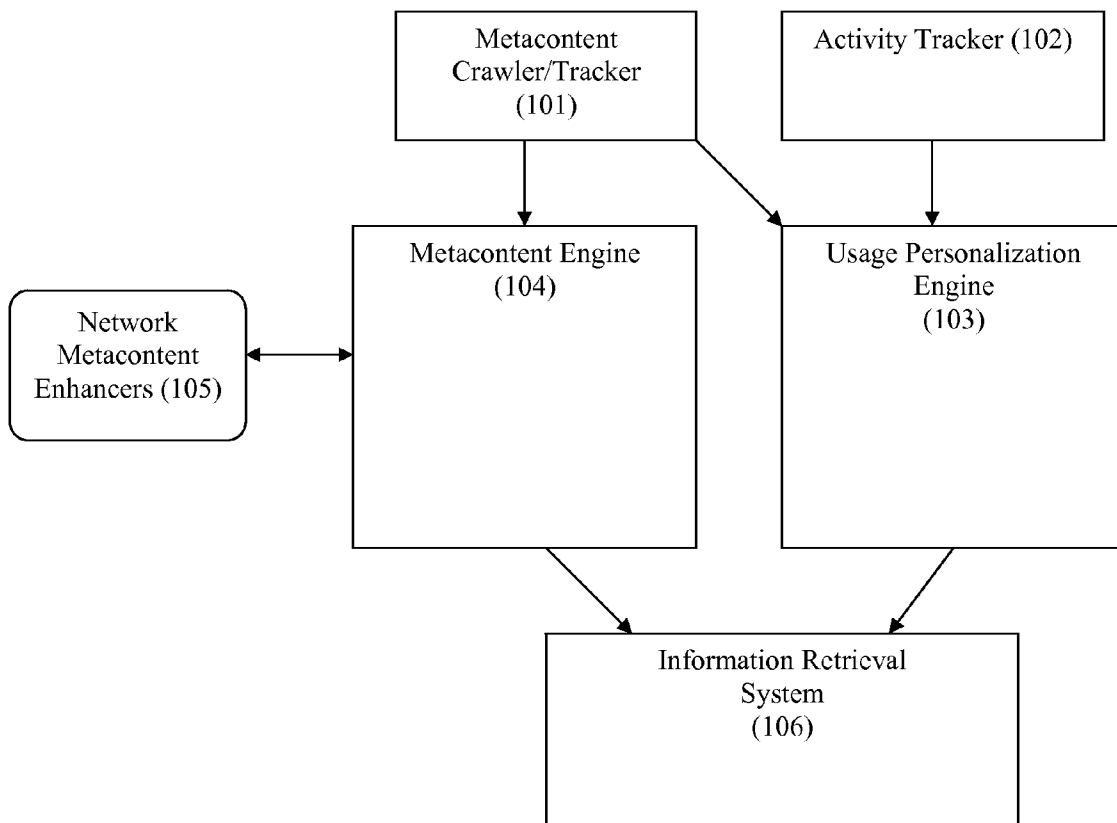 Metacontent
Crawler/Tracker
(101)
Activity Tracker (102)
Metacontent Engine
(104)
Usage Personalization
Engine
(103)
Network
Metacontent
Enhancers (105)
Information Retrieval
System
(106)